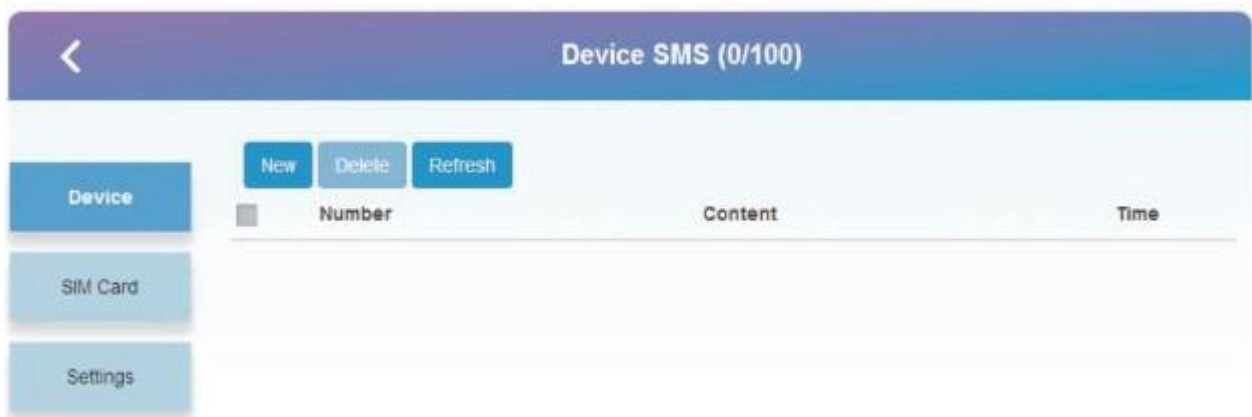 Device SMS (0/100)
New Delete Refresh
Device
Number Content Time
SIM Card
Settings